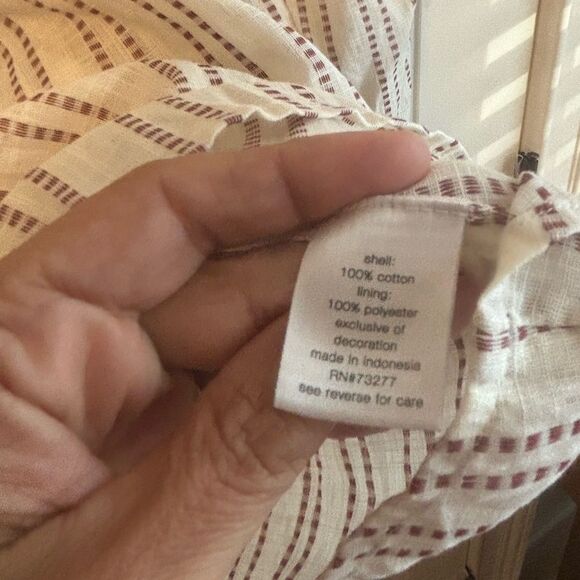 shell:
100% cotton
lining:
100% polyester
exclusive of
decoration
made in indonesia
RN#73277
see reverse for care